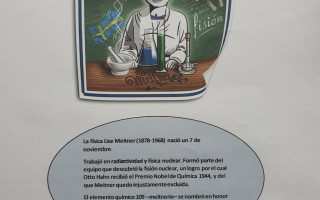 fisión
La física Lise Meitner (1878-1968) nació un 7 de
noviembre.
Trabajó en radiactividad y física nuclear. Formó parte del
equipo que descubrió la fisión nuclear, un logro por el cual
Otto Hahn recibió el Premio Nobel de Química 1944, y del
que Meitner quedo injustamente excluida.
El elemento químico 109 –meitnerio– se nombró en honor